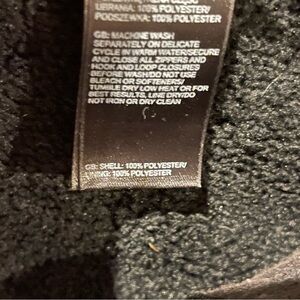 UBRANIA: 100% POLYESTER/
PODSZEWKA: 100% POLYESTER
GB: MACHINE WASH
SEPARATELY ON DELICATE
CYCLE IN WARM WATER/SECURE
AND CLOSE ALL ZIPPERS AND
HOOK AND LOOP CLOSURES
BEFORE WASH/DO NOT USE
BLEACH OR SOFTENERS/
TUMBLE DRY LOW HEAT OR FOR
BEST RESULTS, LINE DRY/DO
NOT IRON OR DRY CLEAN
GB: SHELL: 100% POLYESTER/
LINING: 100% POLYESTER